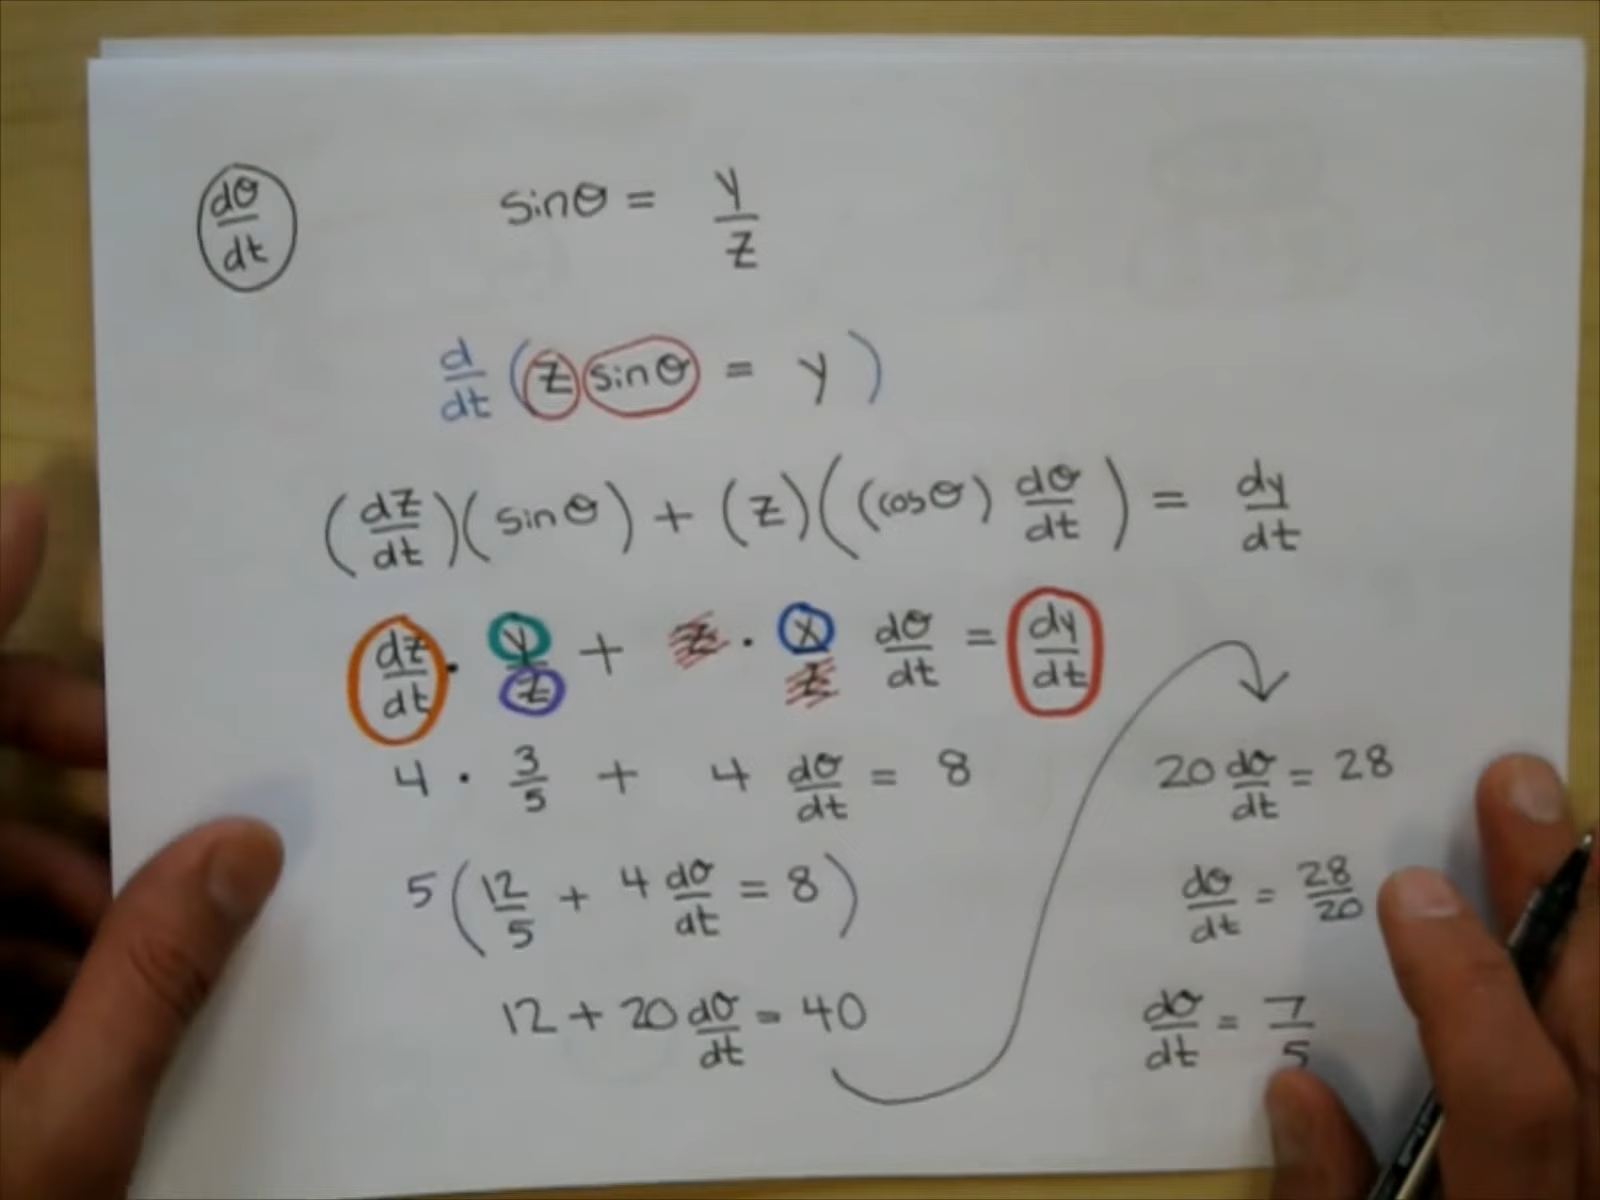 dθ/dt
sinθ = y/z
d/dt (z sinθ = y)
(dz/dt)(sinθ) + (z)((cosθ) dθ/dt) = dy/dt
dz/dt · y/z + z · x/z dθ/dt = dy/dt
4 · 3/5 + 4 dθ/dt = 8
5(12/5 + 4 dθ/dt = 8)
12 + 20 dθ/dt = 40
20 dθ/dt = 28
dθ/dt = 28/20
dθ/dt = 7/5